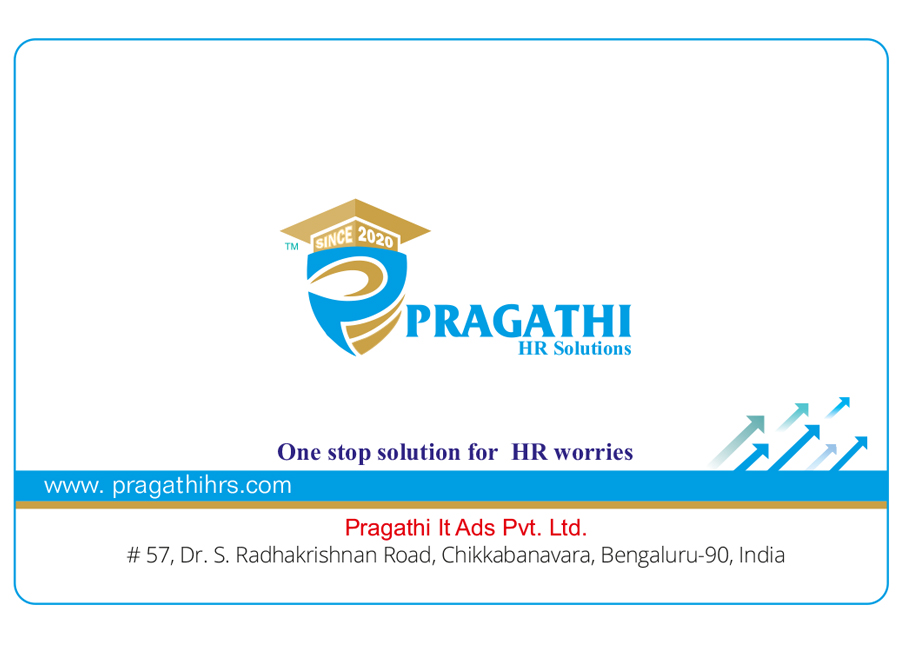 SINCE 2020
TM
PRAGATHI
HR Solutions
One stop solution for HR worries
www. pragathihrs.com
Pragathi It Ads Pvt. Ltd.
# 57, Dr. S. Radhakrishnan Road, Chikkabanavara, Bengaluru-90, India